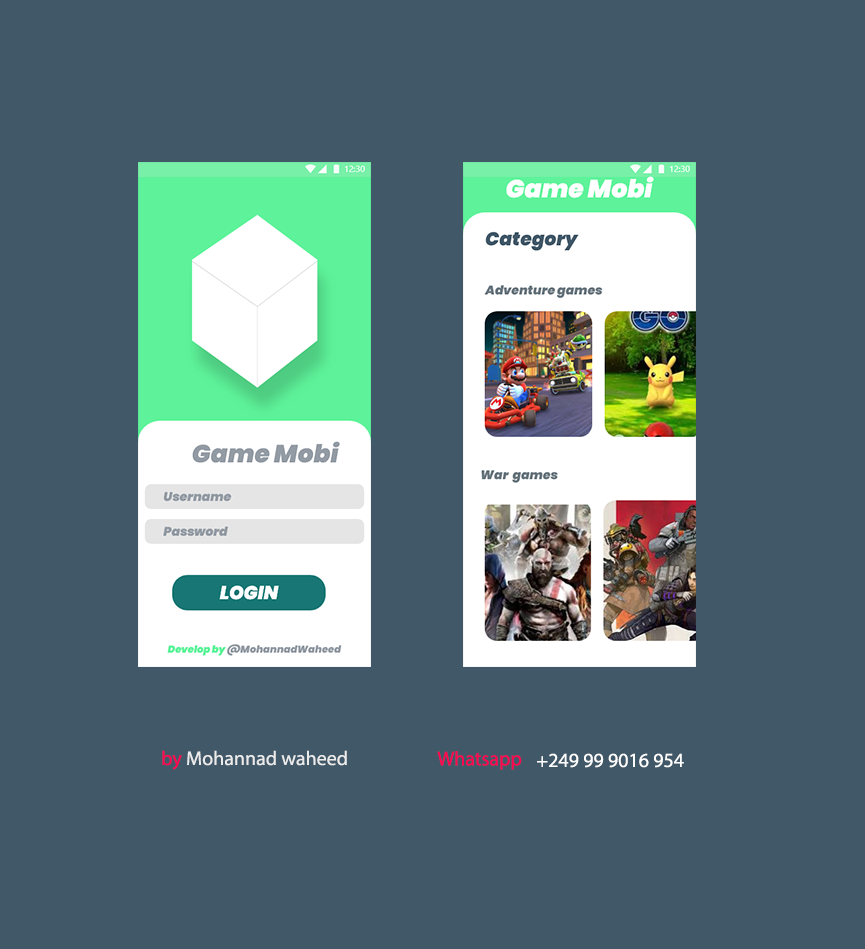 12:30
Game Mobi
Username
Password
LOGIN
Develop by @MohannadWaheed
12:30
Game Mobi
Category
Adventure games
GO
M
War games
by Mohannad waheed
Whatsapp +249 99 9016 954